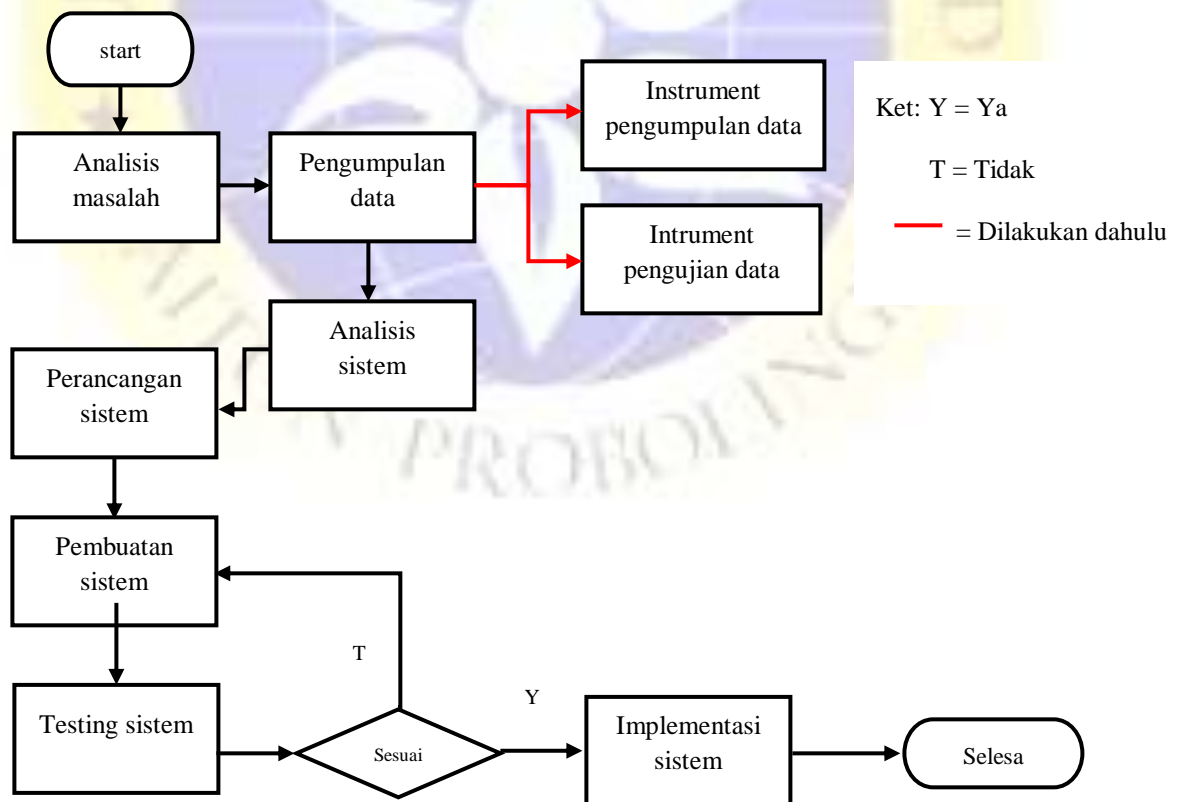 start
Analisis
masalah
Pengumpulan
data
Instrument
pengumpulan data
Intrument
pengujian data
Ket: Y = Ya
T = Tidak
= Dilakukan dahulu
Analisis
sistem
Perancangan
sistem
Pembuatan
sistem
Testing sistem
T
Sesuai
Y
Implementasi
sistem
Selesa
PROBOLING